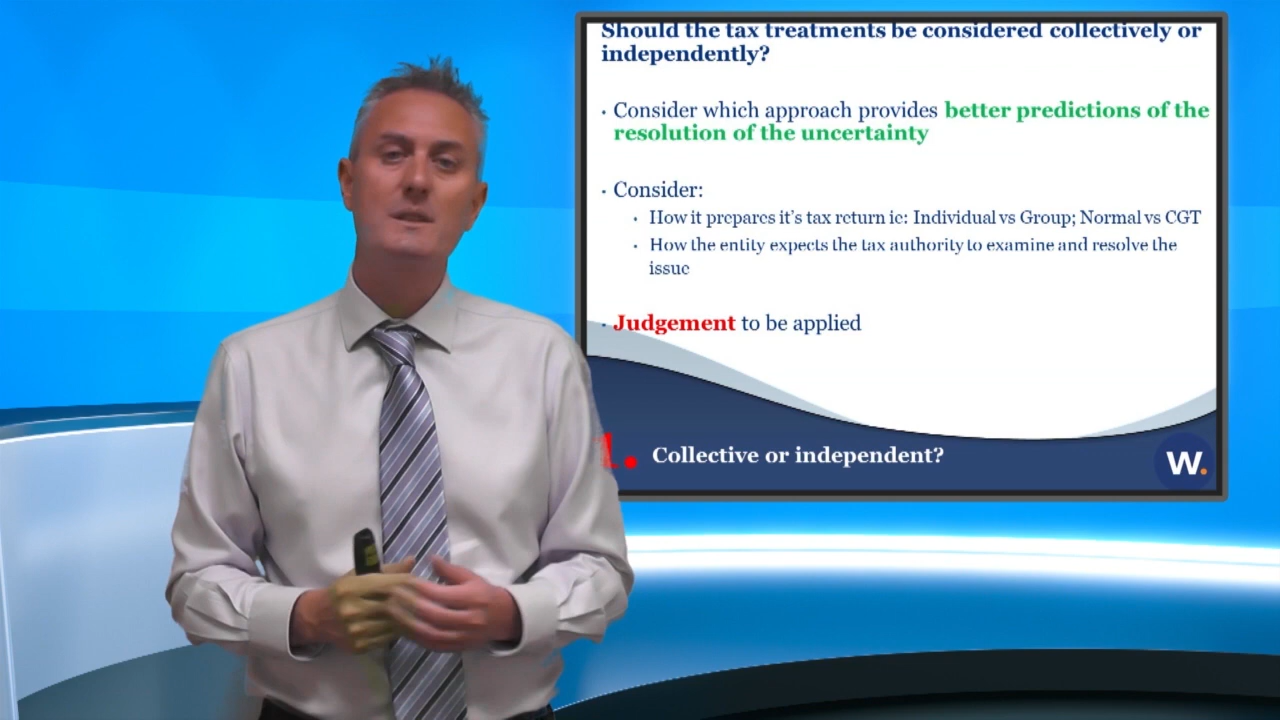 Should the tax treatments be considered collectively or
independently?
· Consider which approach provides better predictions of the
resolution of the uncertainty
· Consider:
· How it prepares it's tax return ie: Individual vs Group; Normal vs CGT
· How the entity expects the tax authority to examine and resolve the
issue
· Judgement to be applied
1. Collective or independent?
W.